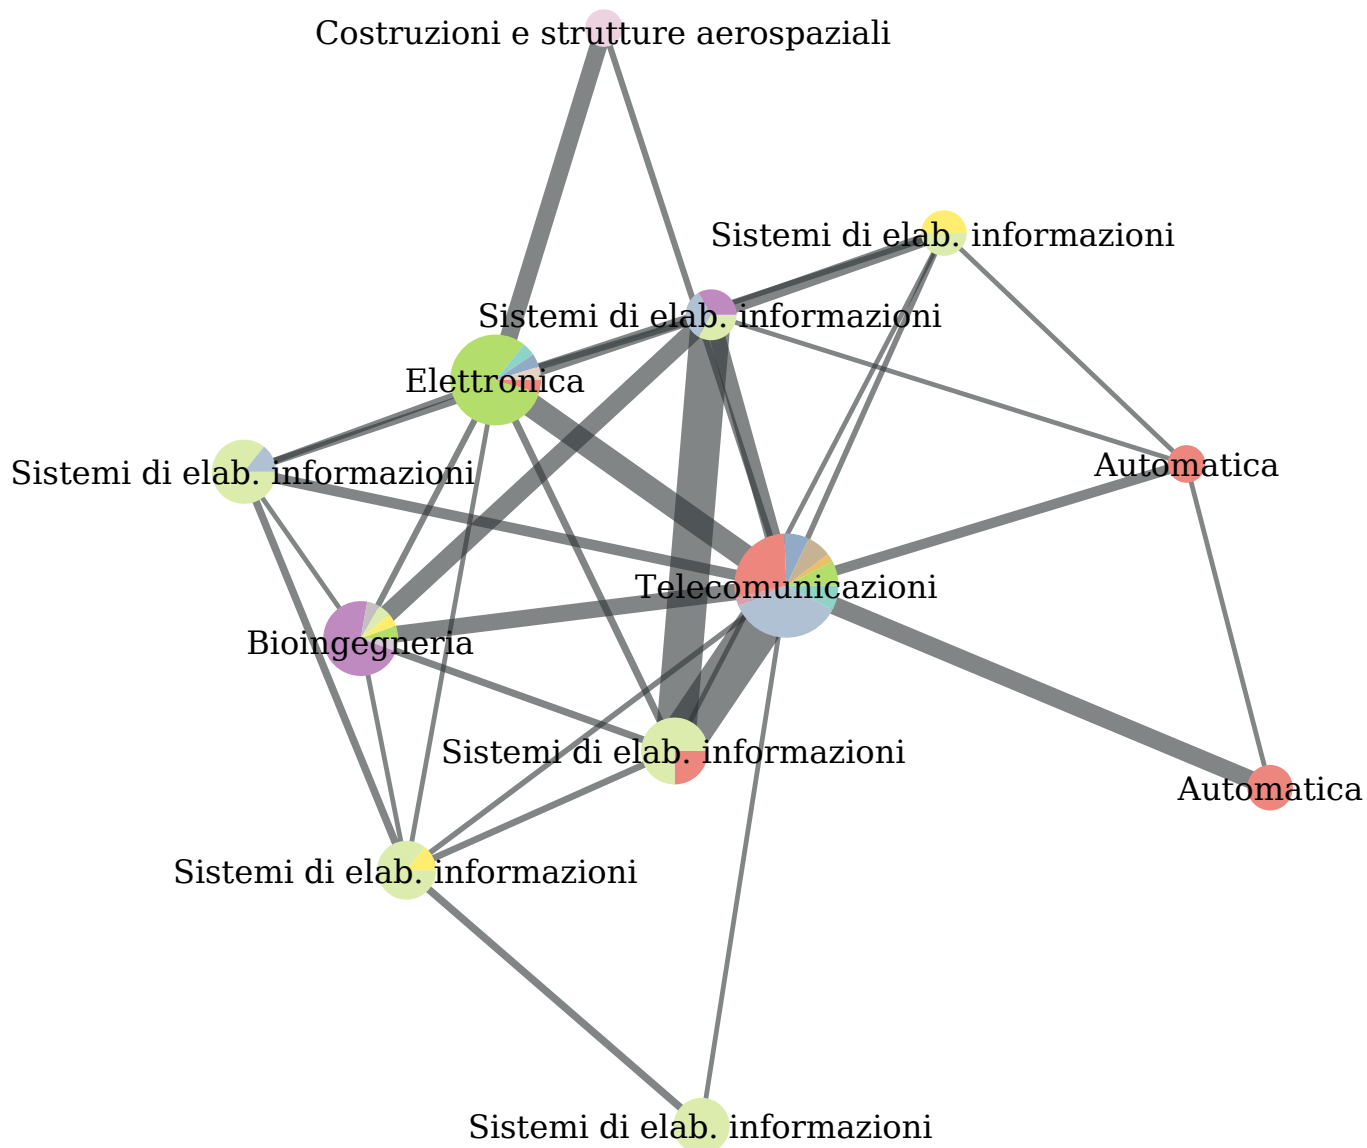 Costruzioni e strutture aerospaziali
Sistemi di elab. informazioni
Sistemi di elab. informazioni
Elettronica
Automatica
Sistemi di elab. informazioni
Telecomunicazioni
Bioingegneria
Sistemi di elab. informazioni
Automatica
Sistemi di elab. informazioni
Sistemi di elab. informazioni